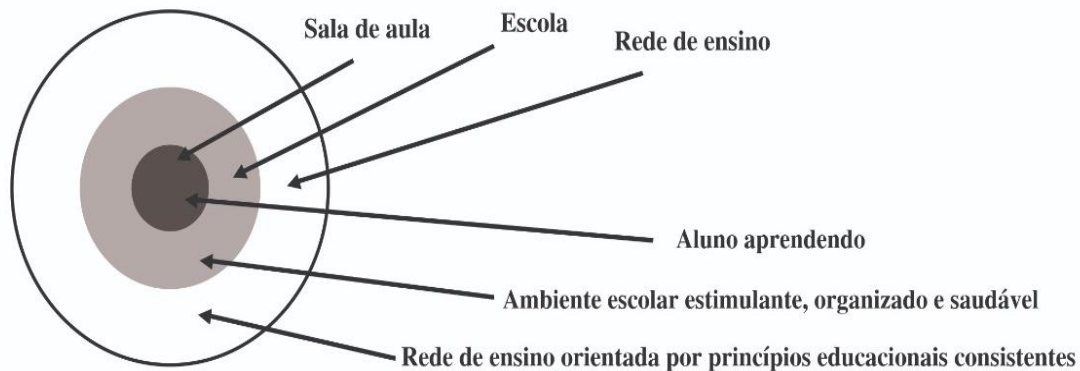 Sala de aula
Escola
Rede de ensino
Aluno aprendendo
Ambiente escolar estimulante, organizado e saudável
Rede de ensino orientada por princípios educacionais consistentes